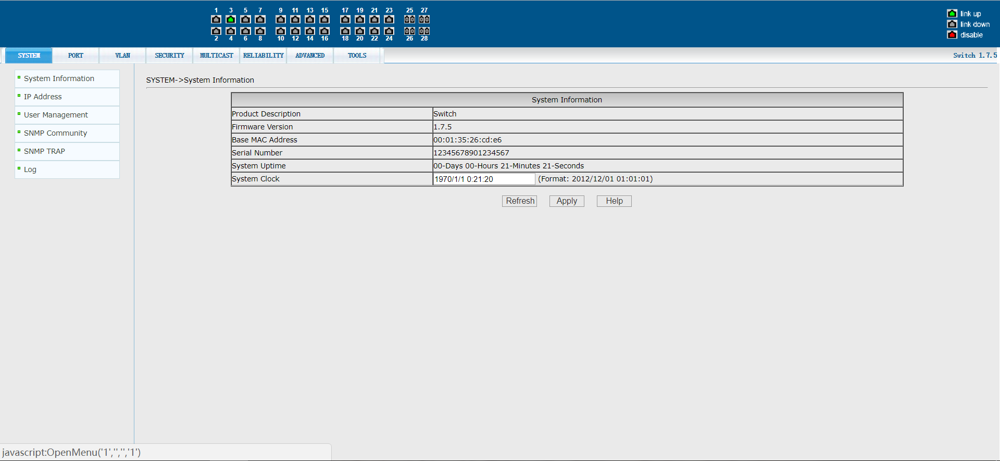 1 3 5 7 9 11 13 15 17 19 21 23 25 27
2 4 6 8 10 12 14 16 18 20 22 24 26 28
link up
link down
disable
SYSTEM PORT VLAN SECURITY MULTICAST RELIABILITY ADVANCED TOOLS Switch 1.7.5
System Information
IP Address
User Management
SNMP Community
SNMP TRAP
Log
SYSTEM->System Information
System Information
Product Description Switch
Firmware Version 1.7.5
Base MAC Address 00:01:35:26:cd:e6
Serial Number 12345678901234567
System Uptime 00-Days 00-Hours 21-Minutes 21-Seconds
System Clock 1970/1/1 0:21:20 (Format: 2012/12/01 01:01:01)
Refresh Apply Help
javascript:OpenMenu('1','','','1')